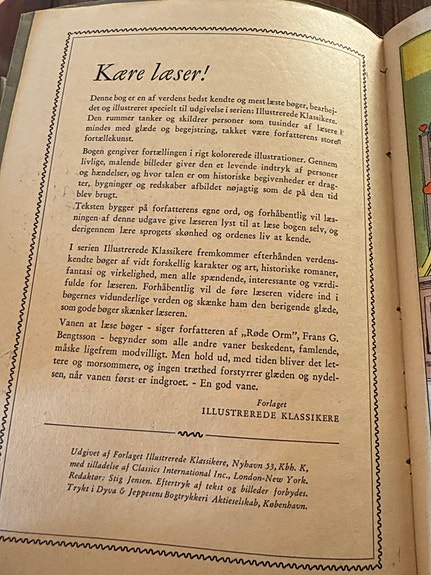 Kære læser!
Denne bog er en af verdens bedst kendte og mest læste bøger, bearbej-
det og illustreret specielt til udgivelse i serien: Illustrerede Klassikere.
Den rummer tanker og skildrer personer som tusinder af læsere
mindes med glæde og begejstring, takket være forfatterens store
fortællekunst.
Bogen gengiver fortællingen i rigt kolorerede illustrationer. Gennem
livlige, malende billeder giver den et levende indtryk af personer
og hændelser, og hvor talen er om historiske begivenheder er drag-
ter, bygninger og redskaber afbildet nøjagtig som de på den tid
blev brugt.
Teksten bygger på forfatterens egne ord, og forhåbentlig vil læs-
ningen af denne udgave give læseren lyst til at læse bogen selv, og
derigennem lære sprogets skønhed og ordenes liv at kende.
I serien Illustrerede Klassikere fremkommer efterhånden verdens-
kendte bøger af vidt forskellig karakter og art, historiske romaner,
fantasi og virkelighed, men alle spændende, interessante og værdi-
fulde for læseren. Forhåbentlig vil de føre læseren videre ind i
bøgernes vidunderlige verden og skænke ham den berigende glæde,
som gode bøger skænker læseren.
Vanen at læse bøger - siger forfatteren af „Røde Orm”, Frans G.
Bengtsson - begynder som alle andre vaner beskedent, famlende,
måske ligefrem modvilligt. Men hold ud, med tiden bliver det let-
tere og morsommere, og ingen træthed forstyrrer glæden og nydel-
sen, når vanen først er indgroet. - En god vane.
Forlaget
ILLUSTREREDE KLASSIKERE
Udgivet af Forlaget Illustrerede Klassikere, Nyhavn 53, Kbh. K,
med tilladelse af Classics International Inc., London-New York.
Redaktør: Stig Jensen. Eftertryk af tekst og billeder forbydes.
Trykt i Dyva & Jeppesens Bogtrykkeri Aktieselskab, København.